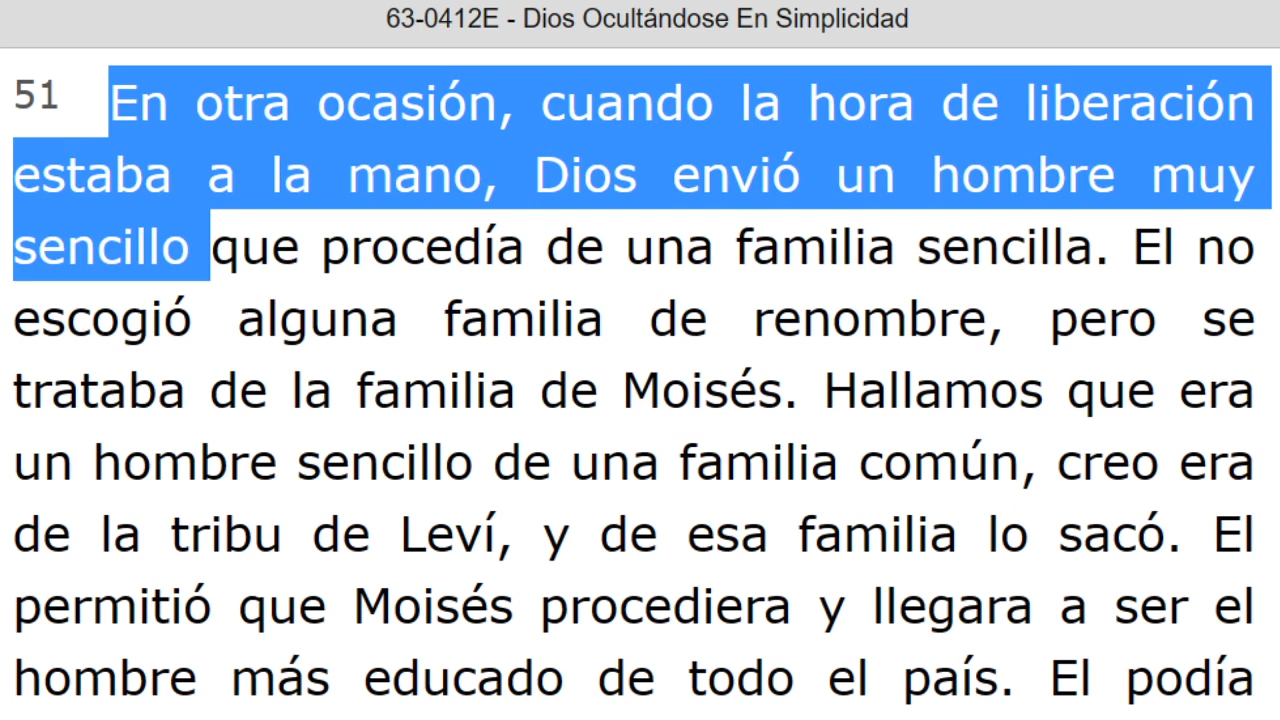 63-0412E - Dios Ocultándose En Simplicidad
51 En otra ocasión, cuando la hora de liberación
estaba a la mano, Dios envió un hombre muy
sencillo que procedía de una familia sencilla. El no
escogió alguna familia de renombre, pero se
trataba de la familia de Moisés. Hallamos que era
un hombre sencillo de una familia común, creo era
de la tribu de Leví, y de esa familia lo sacó. El
permitió que Moisés procediera y llegara a ser el
hombre más educado de todo el país. El podía